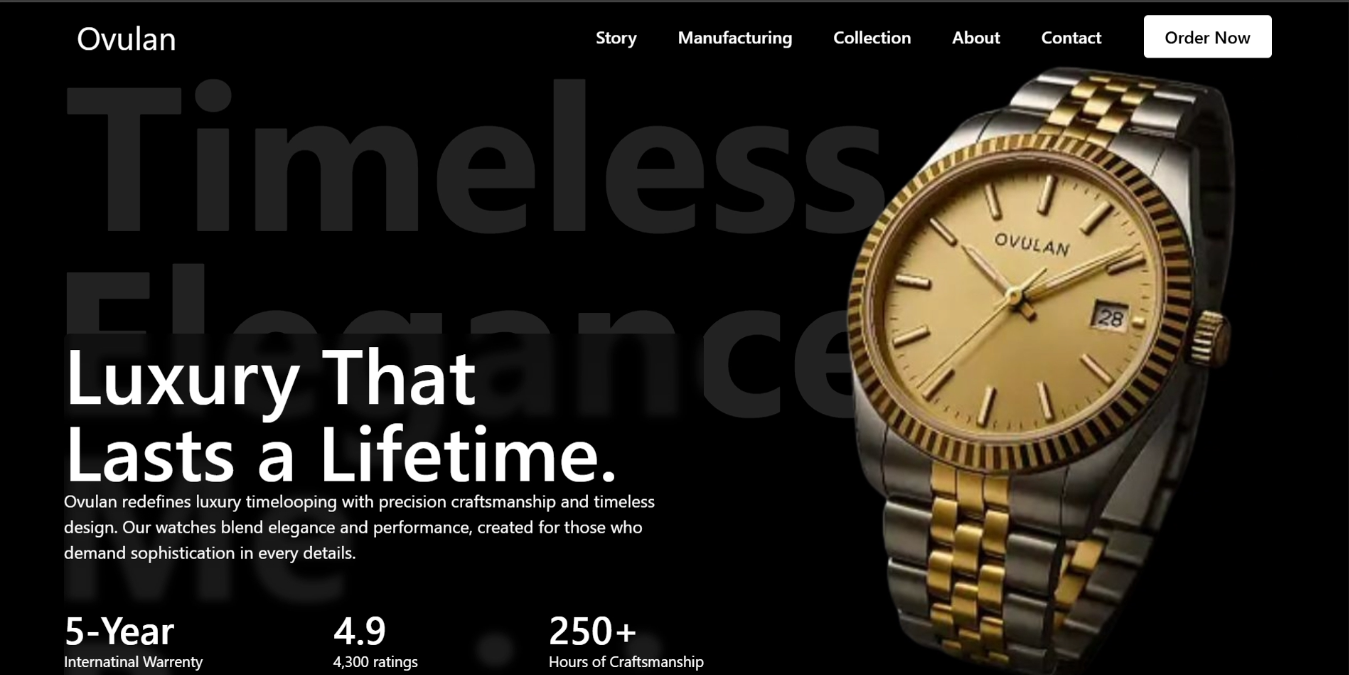 Ovulan
Story
Manufacturing
Collection
About
Contact
Order Now
Timeless
Elegance
OVULAN
28
Luxury That
Lasts a Lifetime.
Ovulan redefines luxury timelooping with precision craftsmanship and timeless
design. Our watches blend elegance and performance, created for those who
demand sophistication in every details.
Me
5-Year
Internatinal Warrenty
4.9
4,300 ratings
250+
Hours of Craftsmanship